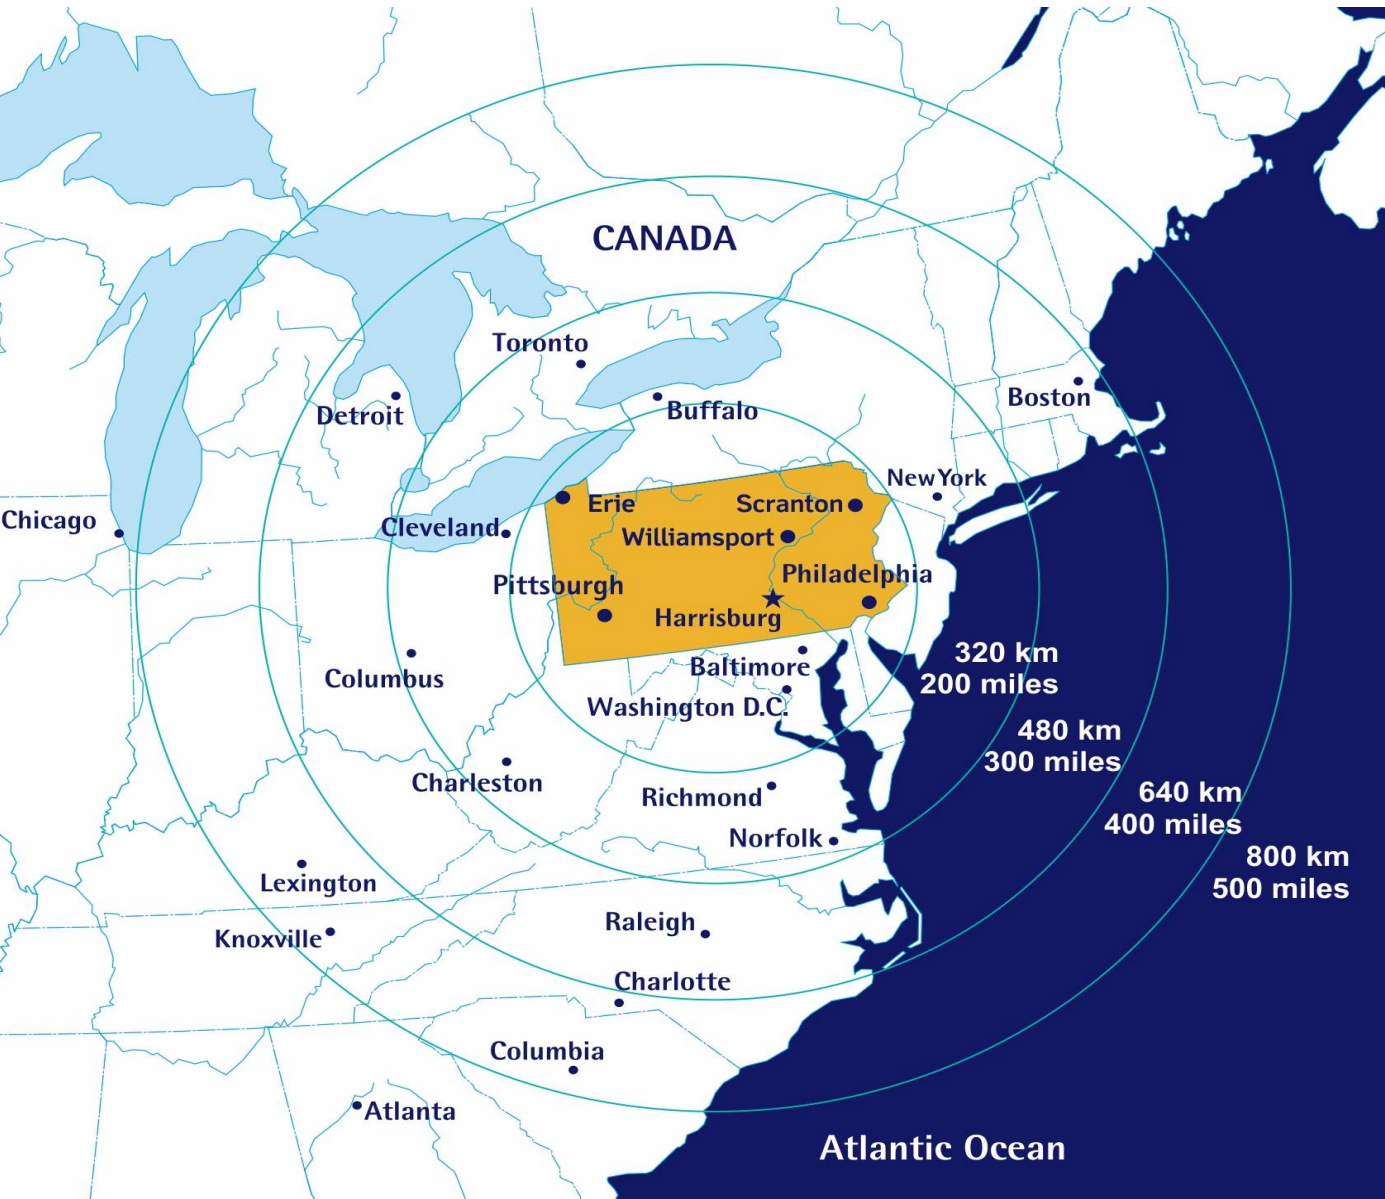 CANADA
Toronto
Detroit
Buffalo
Boston
NewYork
Erie
Scranton
Chicago
Cleveland
Williamsport
Pittsburgh
Philadelphia
Harrisburg
Baltimore
320 km
200 miles
Columbus
Washington D.C.
480 km
300 miles
Charleston
Richmond
640 km
400 miles
Norfolk
800 km
500 miles
Lexington
Raleigh
Knoxville
Charlotte
Columbia
Atlanta
Atlantic Ocean